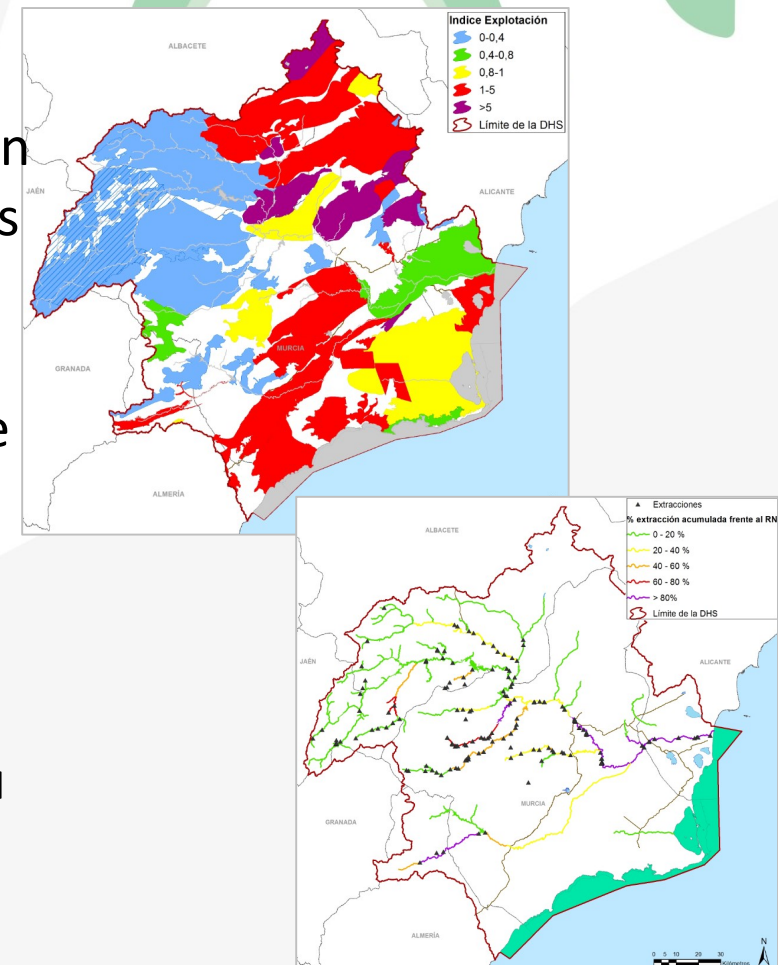 n
s
e
ALBACETE
Indice Explotación
0-0,4
0,4-0,8
0,8-1
1-5
>5
Límite de la DHS
JAÉN
ALICANTE
GRANADA
MURCIA
ALMERÍA
ALBACETE
Extracciones
% extracción acumulada frente al RN
0 - 20 %
20 - 40 %
40 - 60 %
60 - 80 %
> 80%
Límite de la DHS
JAÉN
ALICANTE
MURCIA
GRANADA
ALMERÍA
N
0 5 10 20 30
Kilómetros